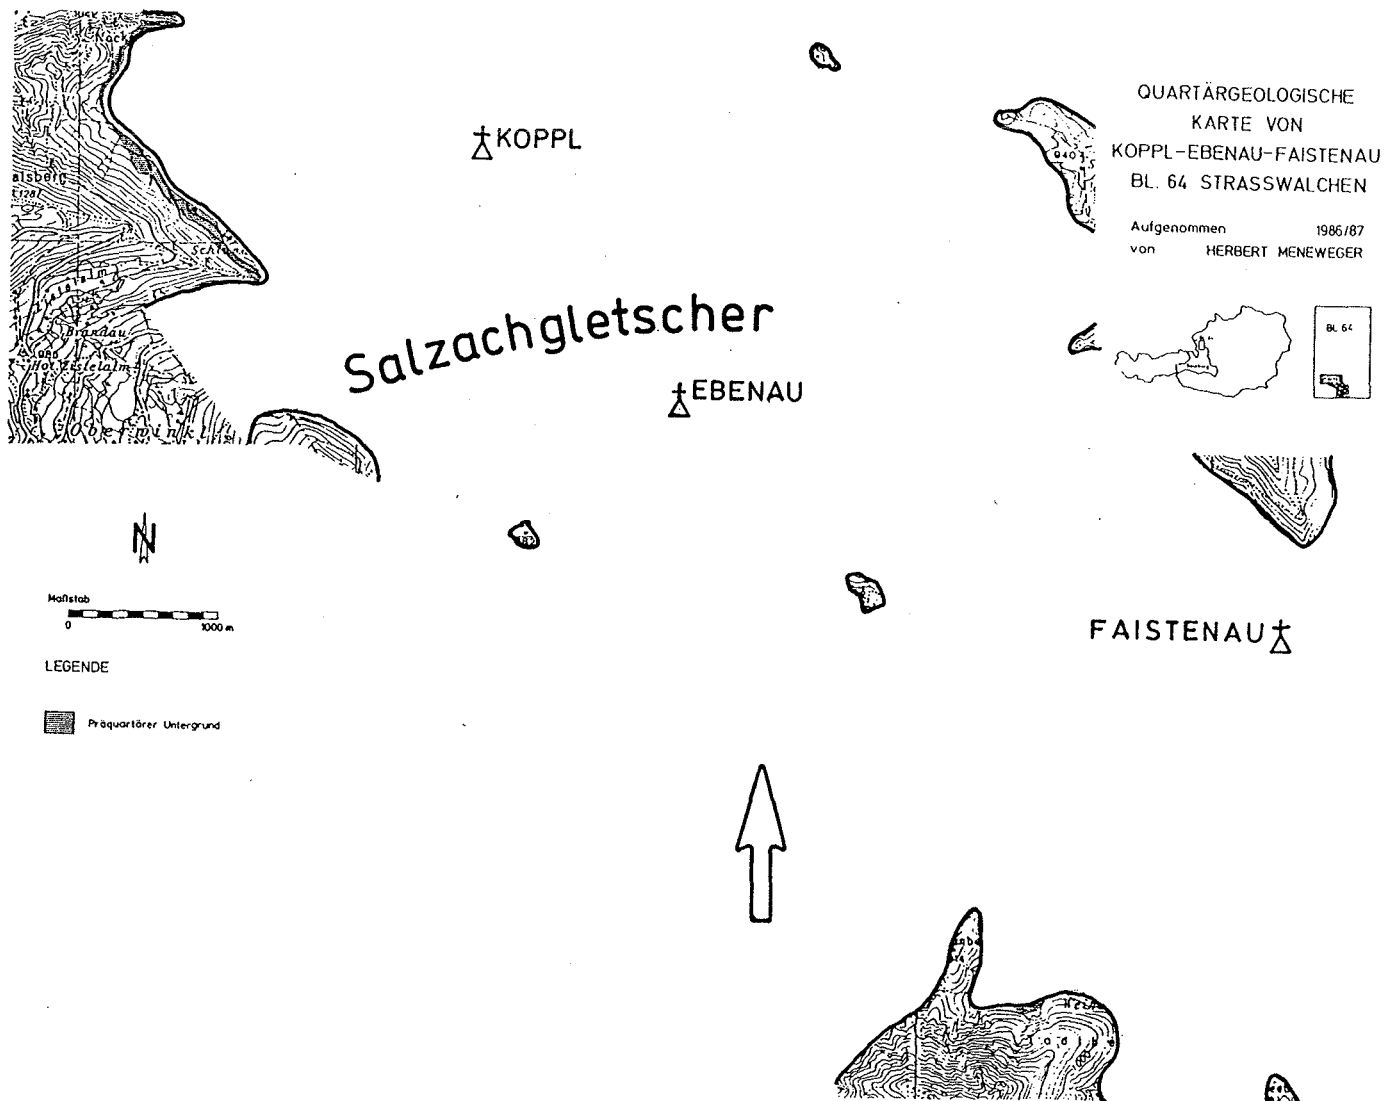 QUARTÄRGEOLOGISCHE
KARTE VON
KOPPL-EBENAU-FAISTENAU
BL. 64 STRASSWALCHEN
Aufgenommen 1986/87
von HERBERT MENEWEGER
BL 64
KOPPL
Salzachgletscher
EBENAU
FAISTENAU
Brandau
N
Maßstab
0 1000 m
LEGENDE
Präquartärer Untergrund